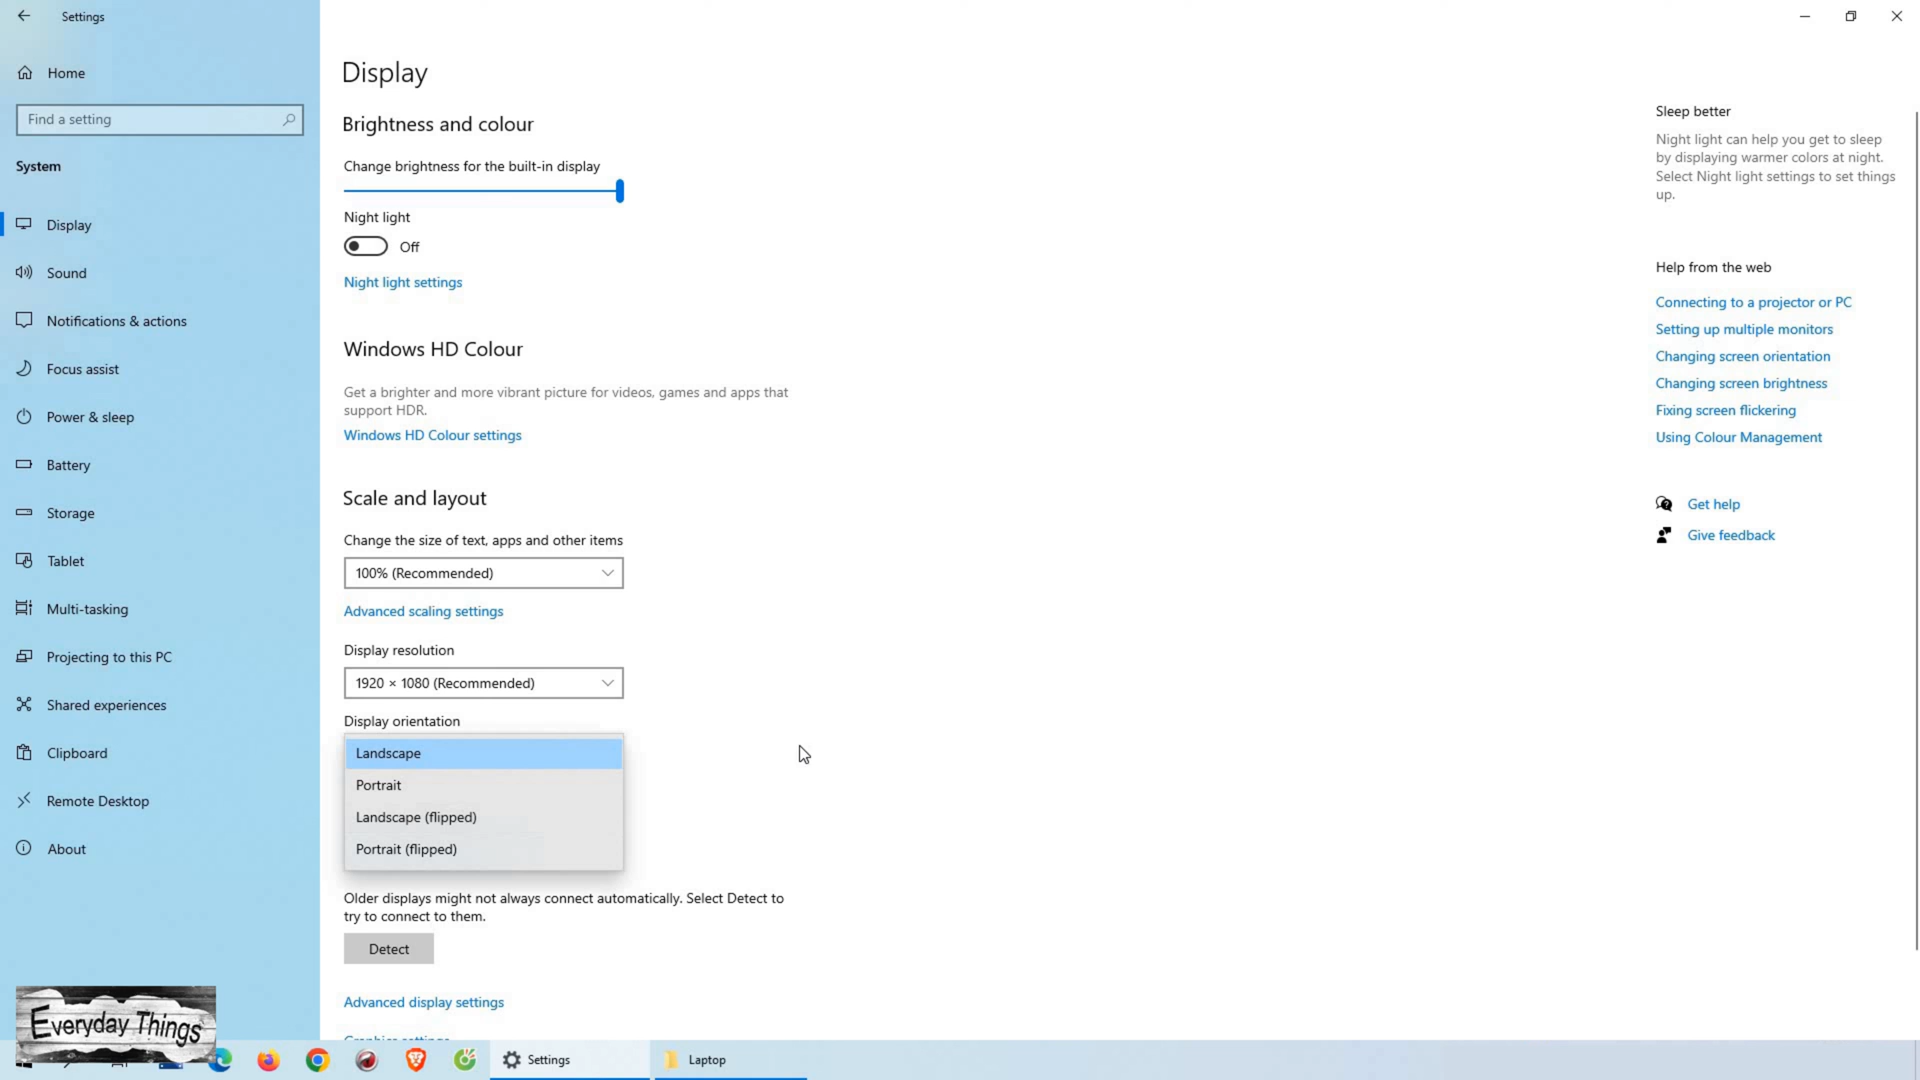 Settings
Home
Find a setting
System
Display
Sound
Notifications & actions
Focus assist
Power & sleep
Battery
Storage
Tablet
Multi-tasking
Projecting to this PC
Shared experiences
Clipboard
Remote Desktop
About
Display
Brightness and colour
Change brightness for the built-in display
Night light
Off
Night light settings
Windows HD Colour
Get a brighter and more vibrant picture for videos, games and apps that
support HDR.
Windows HD Colour settings
Scale and layout
Change the size of text, apps and other items
100% (Recommended)
Advanced scaling settings
Display resolution
1920 × 1080 (Recommended)
Display orientation
Landscape
Portrait
Landscape (flipped)
Portrait (flipped)
Older displays might not always connect automatically. Select Detect to
try to connect to them.
Detect
Advanced display settings
Graphics settings
Sleep better
Night light can help you get to sleep
by displaying warmer colors at night.
Select Night light settings to set things
up.
Help from the web
Connecting to a projector or PC
Setting up multiple monitors
Changing screen orientation
Changing screen brightness
Fixing screen flickering
Using Colour Management
Get help
Give feedback
Everyday Things
Settings
Laptop